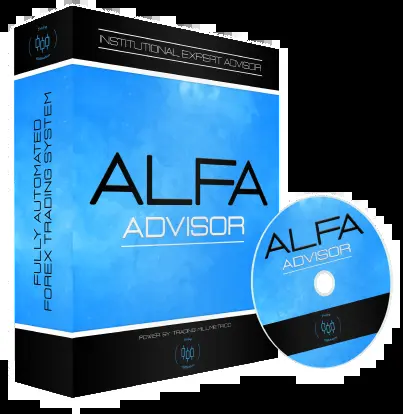 INSTITUTIONAL EXPERT ADVISOR
ALFA
ADVISOR
FULLY AUTOMATED
FOREX TRADING SYSTEM
ALFA
ADVISOR